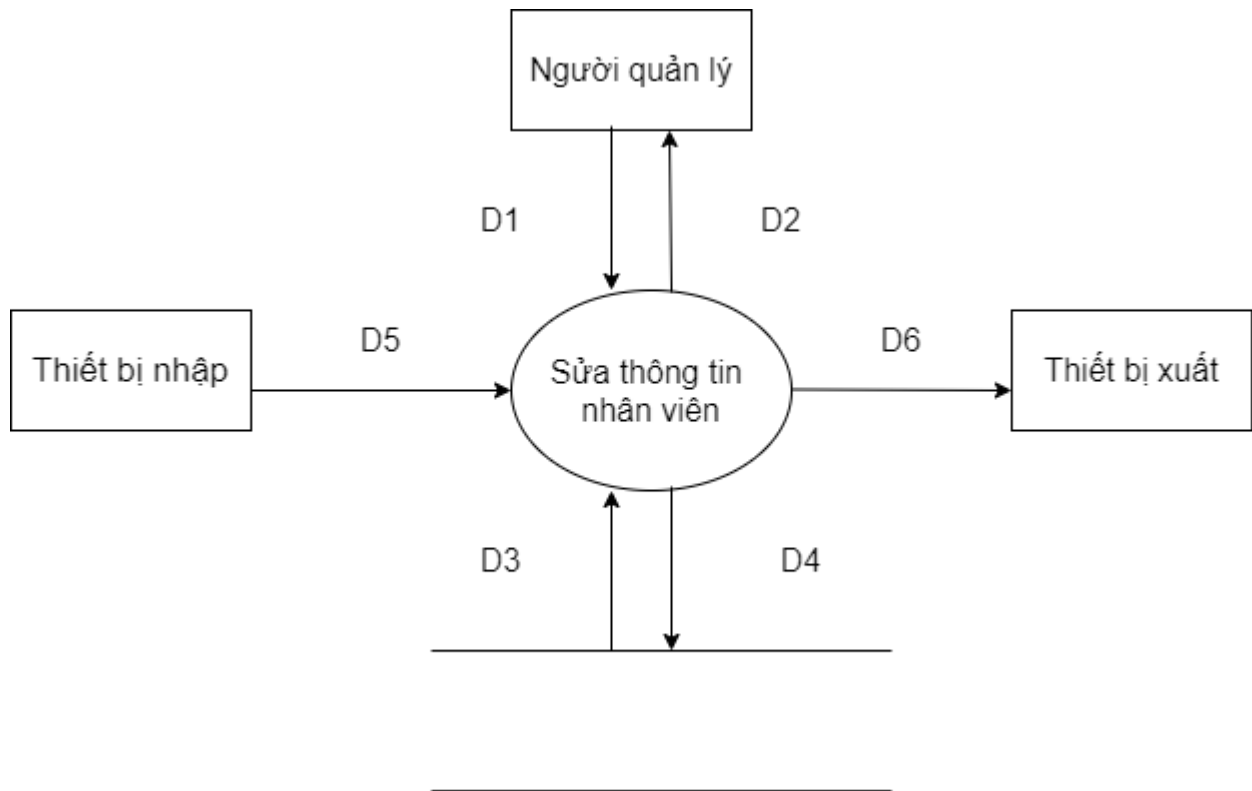 Người quản lý
D1
D2
Thiết bị nhập
D5
Sửa thông tin
nhân viên
D6
Thiết bị xuất
D3
D4